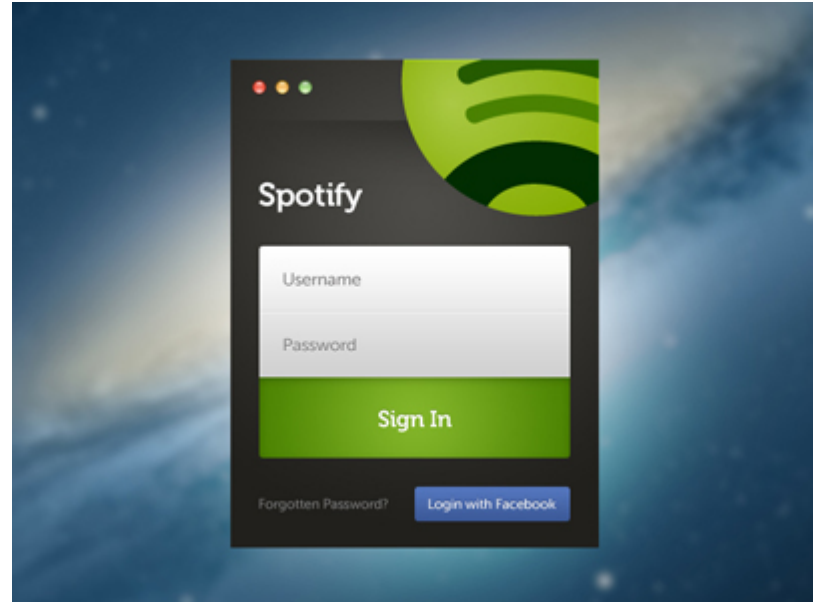 Spotify
Username
Password
Sign In
Forgotten Password?
Login with Facebook